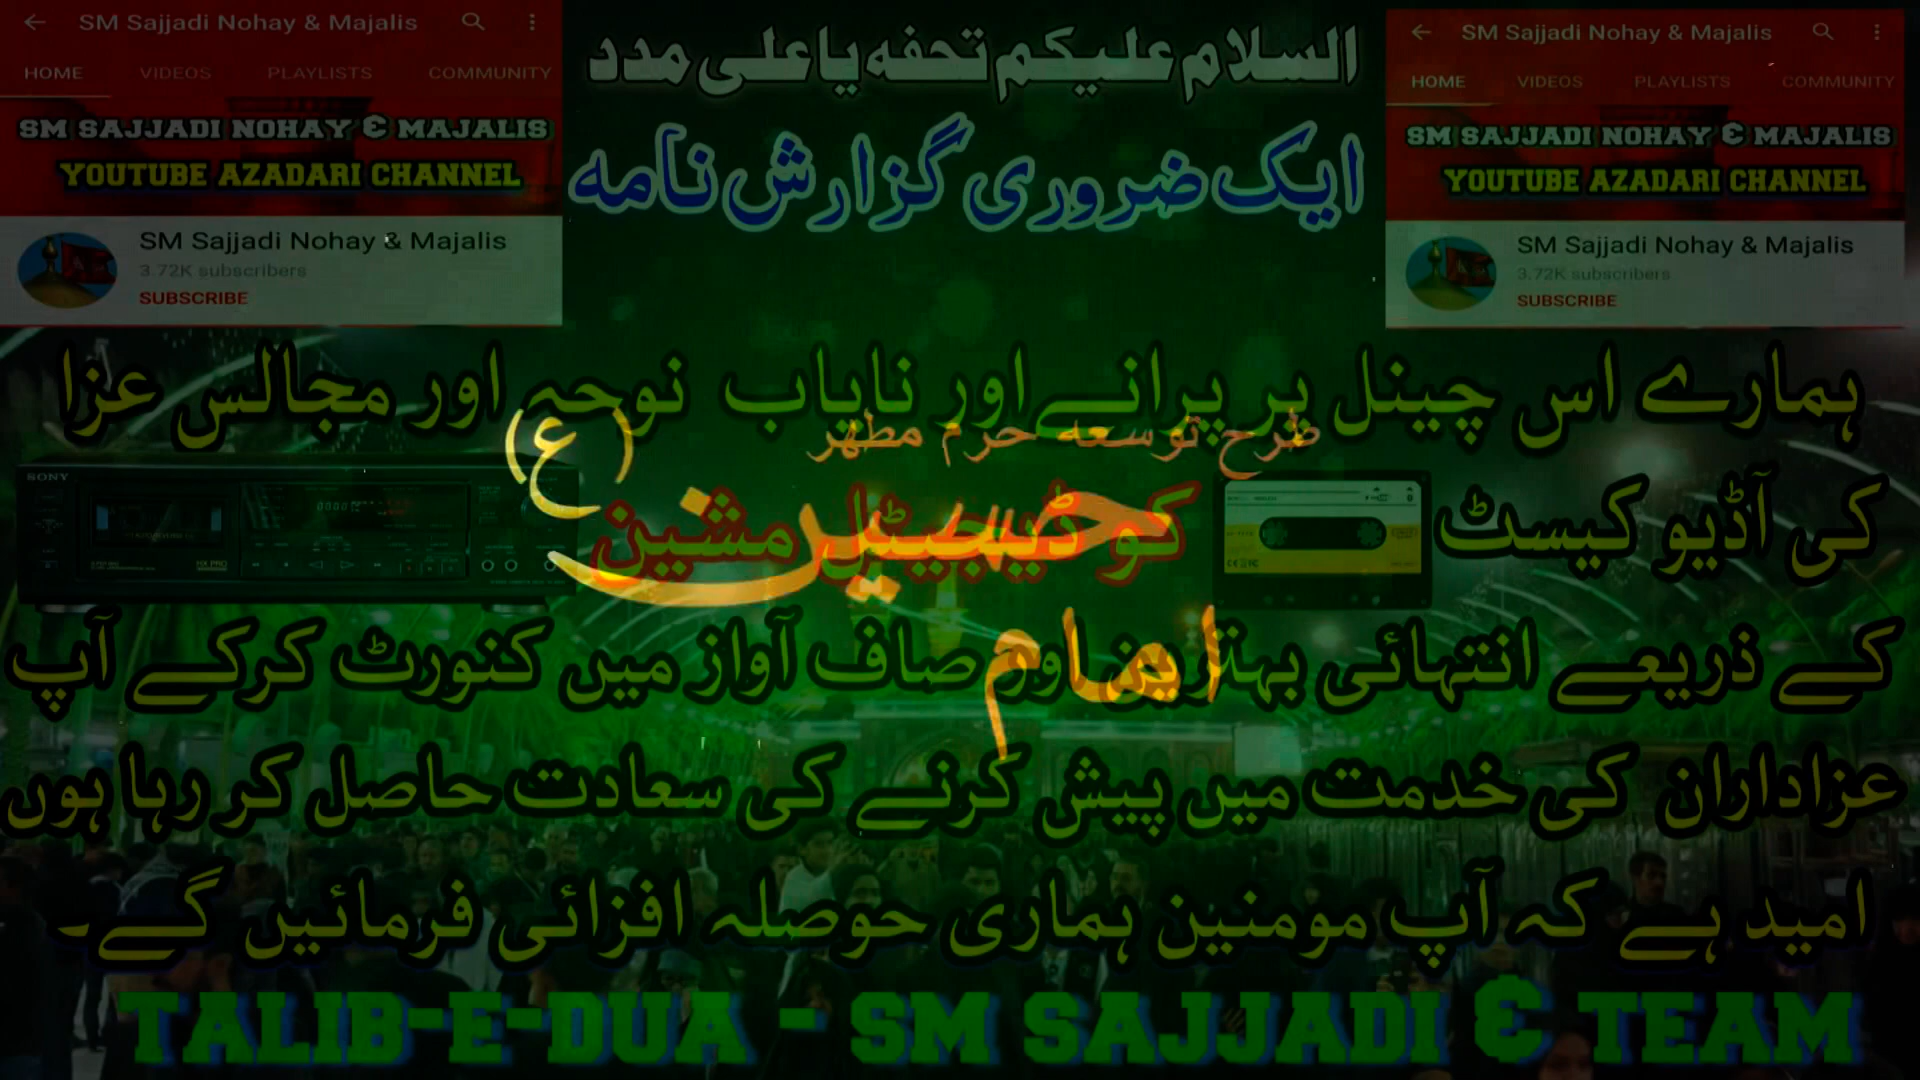 SM Sajjadi Nohay & Majalis
HOME VIDEOS PLAYLISTS COMMUNITY
SM SAJJADI NOHAY & MAJALIS
YOUTUBE AZADARI CHANNEL
SM Sajjadi Nohay & Majalis
3.72K subscribers
SUBSCRIBE
السلام علیکم تحفہ یا علی مدد
ایک ضروری گزارش نامہ
SM Sajjadi Nohay & Majalis
HOME VIDEOS PLAYLISTS COMMUNITY
SM SAJJADI NOHAY & MAJALIS
YOUTUBE AZADARI CHANNEL
SM Sajjadi Nohay & Majalis
3.72K subscribers
SUBSCRIBE
ہمارے اس چینل پر پرانے اور نایاب نوحہ اور مجالس عزا
طرح توسعه حرم مطهر
امام حسین (ع)
کی آڈیو کیسٹ کو ڈیجیٹل مشین
SONY
HX PRO
کے ذریعے انتہائی بہترین اور صاف آواز میں کنورٹ کرکے آپ
عزاداران کی خدمت میں پیش کرنے کی سعادت حاصل کر رہا ہوں
امید ہے کہ آپ مومنین ہماری حوصلہ افزائی فرمائیں گے۔
TALIB-E-DUA - SM SAJJADI & TEAM